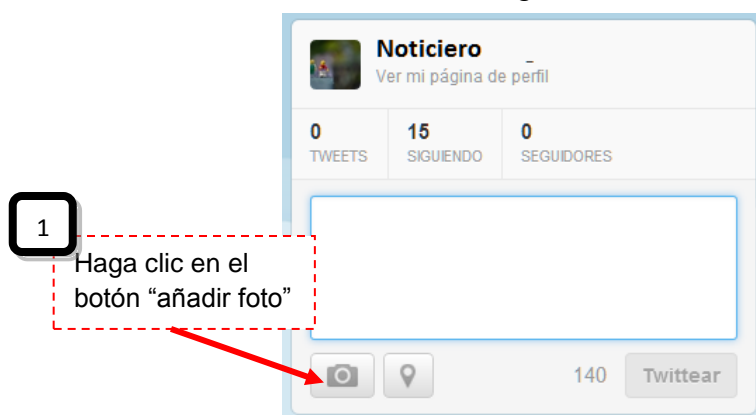 Noticiero _
Ver mi página de perfil
0 15 0
TWEETS SIGUIENDO SEGUIDORES
1
Haga clic en el
botón “añadir foto”
140 Twittear